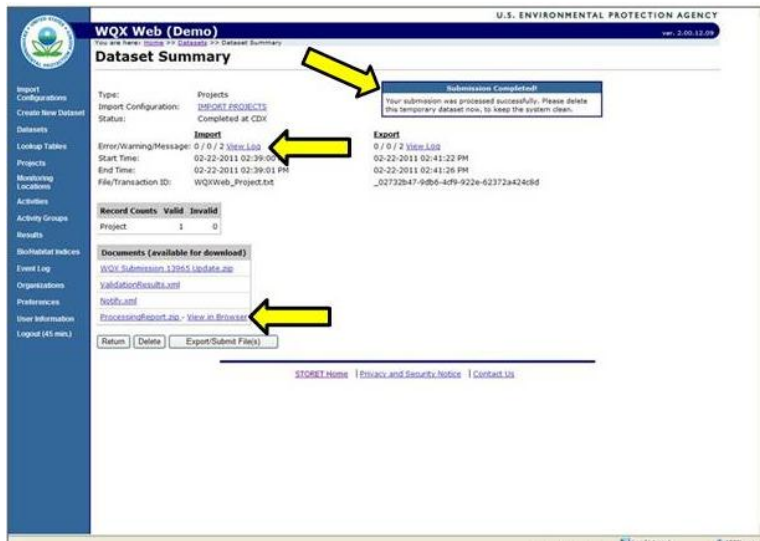 U.S. ENVIRONMENTAL PROTECTION AGENCY
WQX Web (Demo)
ver. 2.00.12.09
You are here: Home >> Datasets >> Dataset Summary
Dataset Summary
Import Configurations
Create New Dataset
Datasets
Lookup Tables
Projects
Monitoring Locations
Activities
Activity Groups
Results
Bio/Habitat Indices
Event Log
Organizations
Preferences
User Information
Logout (45 min.)
Type: Projects
Import Configuration: IMPORT PROJECTS
Status: Completed at CDX
Submission Completed!
Your submission was processed successfully. Please delete
this temporary dataset now, to keep the system clean.
Import Export
Error/Warning/Message: 0 / 0 / 2 View Log 0 / 0 / 2 View Log
Start Time: 02-22-2011 02:39:00 02-22-2011 02:41:22 PM
End Time: 02-22-2011 02:39:01 PM 02-22-2011 02:41:26 PM
File/Transaction ID: WQXWeb_Project.txt _02732b47-9db6-4cf9-922e-62372a424c8d
Record Counts Valid Invalid
Project 1 0
Documents (available for download)
WQX Submission 13965 Update.zip
ValidationResults.xml
Notify.xml
ProcessingReport.zip - View in Browser
Return Delete Export/Submit File(s)
STORET Home | Privacy and Security Notice | Contact Us